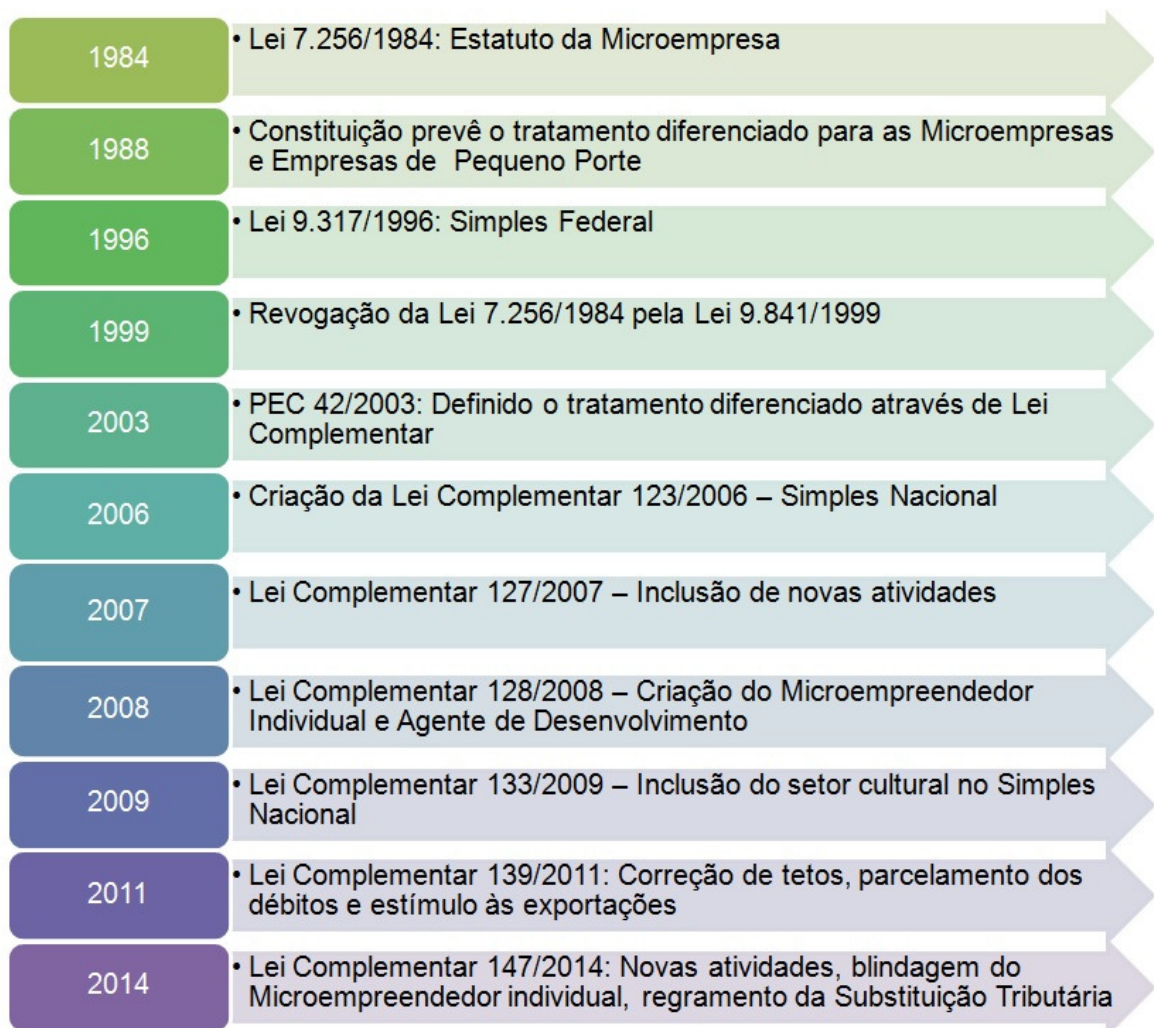 1984
• Lei 7.256/1984: Estatuto da Microempresa
1988
• Constituição prevê o tratamento diferenciado para as Microempresas
e Empresas de Pequeno Porte
1996
• Lei 9.317/1996: Simples Federal
1999
• Revogação da Lei 7.256/1984 pela Lei 9.841/1999
2003
• PEC 42/2003: Definido o tratamento diferenciado através de Lei
Complementar
2006
• Criação da Lei Complementar 123/2006 – Simples Nacional
2007
• Lei Complementar 127/2007 – Inclusão de novas atividades
2008
• Lei Complementar 128/2008 – Criação do Microempreendedor
Individual e Agente de Desenvolvimento
2009
• Lei Complementar 133/2009 – Inclusão do setor cultural no Simples
Nacional
2011
• Lei Complementar 139/2011: Correção de tetos, parcelamento dos
débitos e estímulo às exportações
2014
• Lei Complementar 147/2014: Novas atividades, blindagem do
Microempreendedor individual, regramento da Substituição Tributária